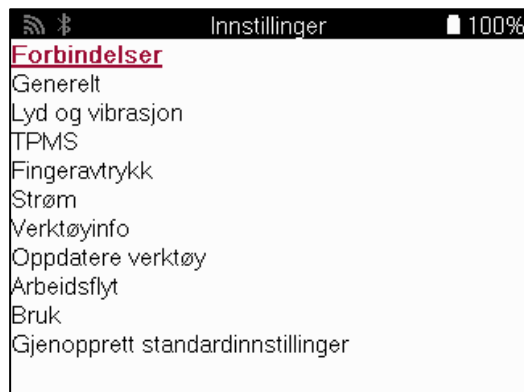 Innstillinger 100%
Forbindelser
Generelt
Lyd og vibrasjon
TPMS
Fingeravtrykk
Strøm
Verktøyinfo
Oppdatere verktøy
Arbeidsflyt
Bruk
Gjenopprett standardinnstillinger